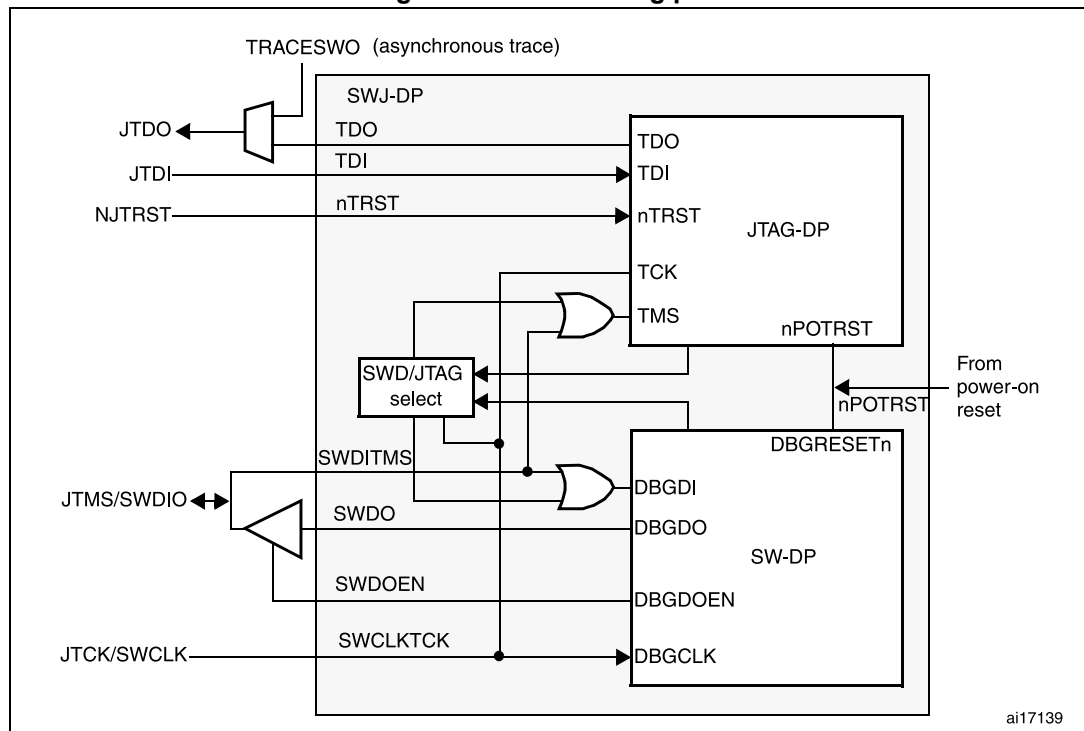 TRACESWO (asynchronous trace)
SWJ-DP
JTDO
TDO
TDO
JTDI
TDI
TDI
NJTRST
nTRST
nTRST
JTAG-DP
TCK
TMS
nPOTRST
SWD/JTAG
select
From
power-on
reset
nPOTRST
DBGRESETn
SWDITMS
JTMS/SWDIO
DBGDI
SWDO
DBGDO
SW-DP
SWDOEN
DBGDOEN
SWCLKTCK
JTCK/SWCLK
DBGCLK
ai17139